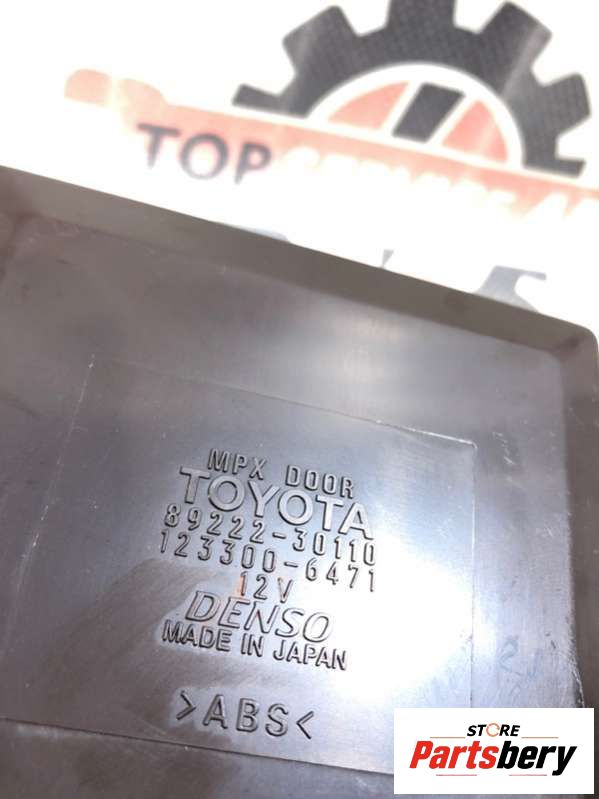 TOP
MPX DOOR
TOYOTA
89222-30110
123300-6471
12V
DENSO
MADE IN JAPAN
>ABS<
STORE
Partsbery